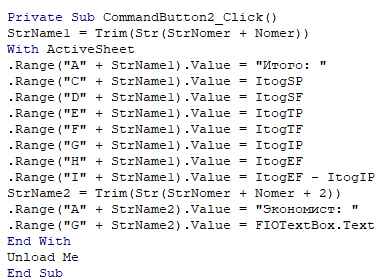 Private Sub CommandButton2_Click()
StrName1 = Trim(Str(StrNomer + Nomer))
With ActiveSheet
.Range("A" + StrName1).Value = "Итого: "
.Range("C" + StrName1).Value = ItogSP
.Range("D" + StrName1).Value = ItogSF
.Range("E" + StrName1).Value = ItogTP
.Range("F" + StrName1).Value = ItogTF
.Range("G" + StrName1).Value = ItogIP
.Range("H" + StrName1).Value = ItogEF
.Range("I" + StrName1).Value = ItogEF - ItogIP
StrName2 = Trim(Str(StrNomer + Nomer + 2))
.Range("A" + StrName2).Value = "Экономист: "
.Range("G" + StrName2).Value = FIOTextBox.Text
End With
Unload Me
End Sub